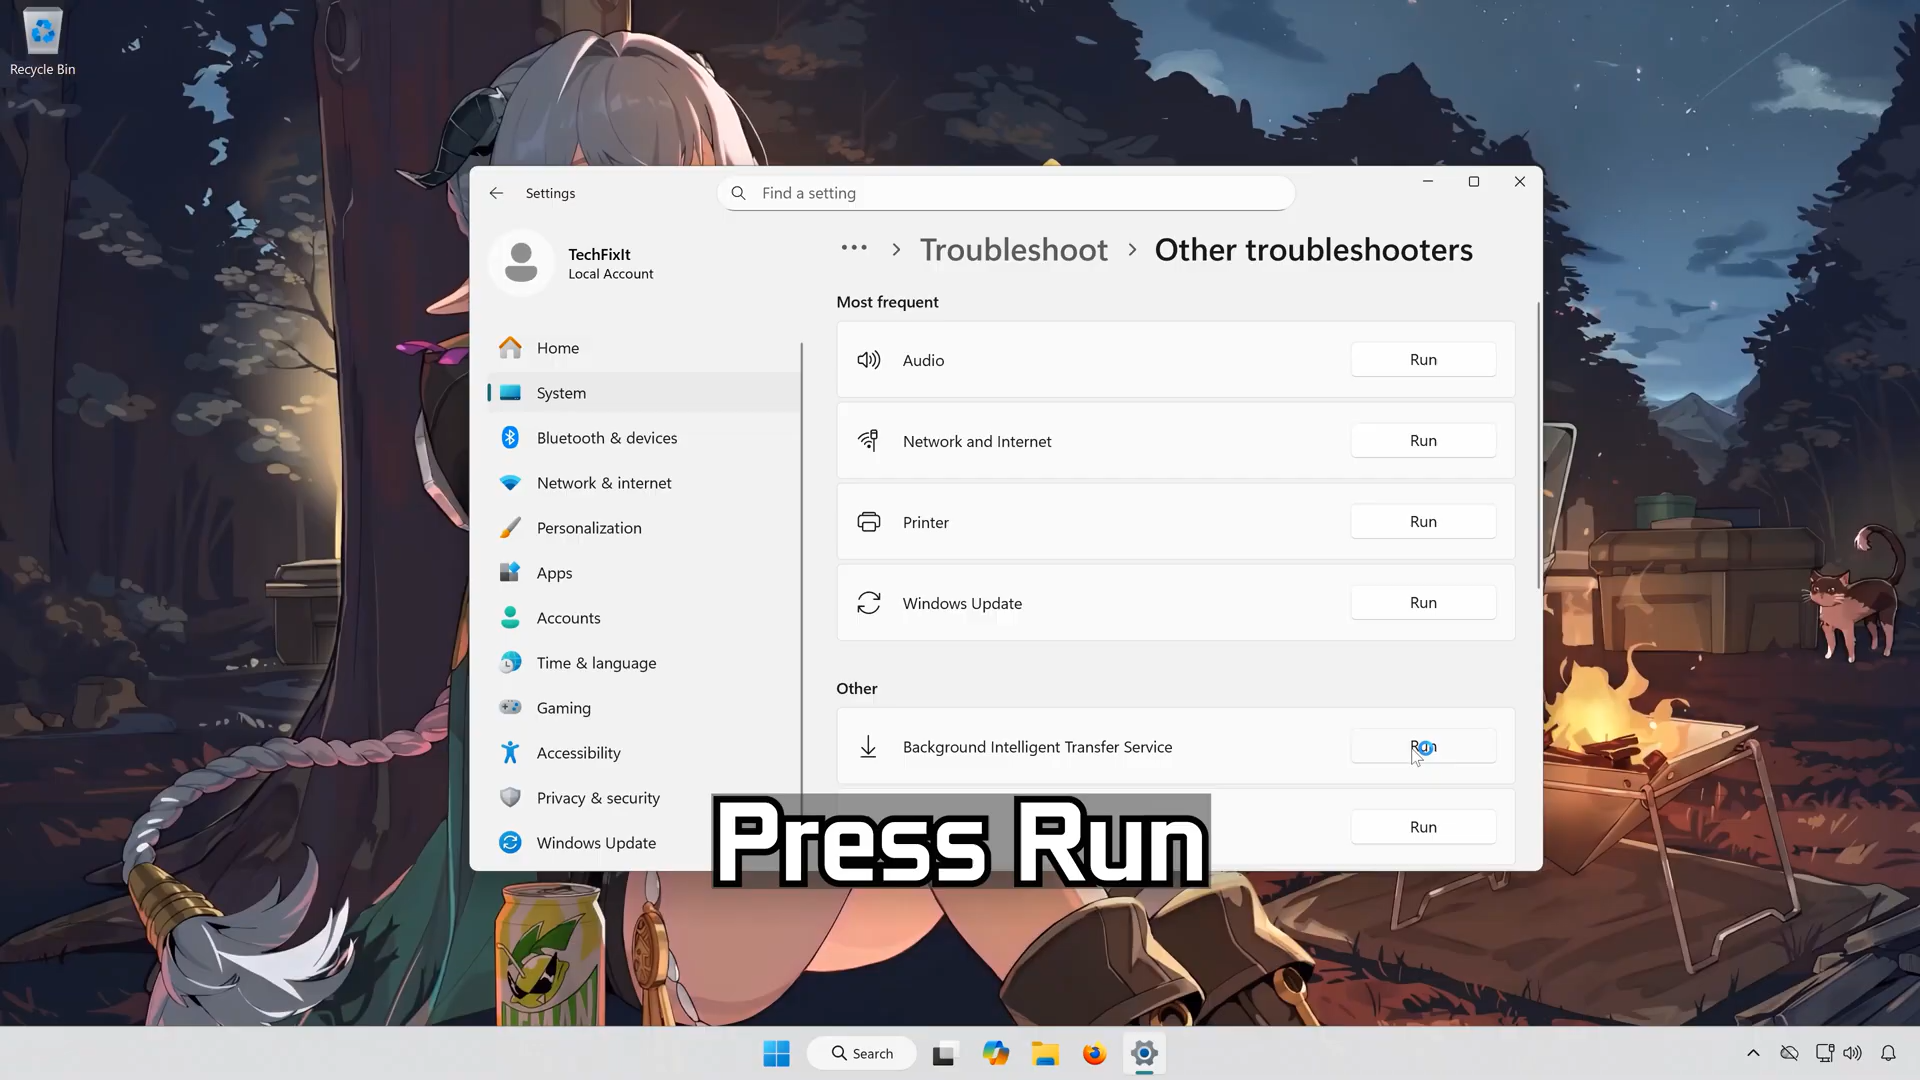 Recycle Bin
Settings
Find a setting
TechFixIt
Local Account
Home
System
Bluetooth & devices
Network & internet
Personalization
Apps
Accounts
Time & language
Gaming
Accessibility
Privacy & security
Windows Update
... > Troubleshoot > Other troubleshooters
Most frequent
Audio Run
Network and Internet Run
Printer Run
Windows Update Run
Other
Background Intelligent Transfer Service Run
Run
Press Run
Search